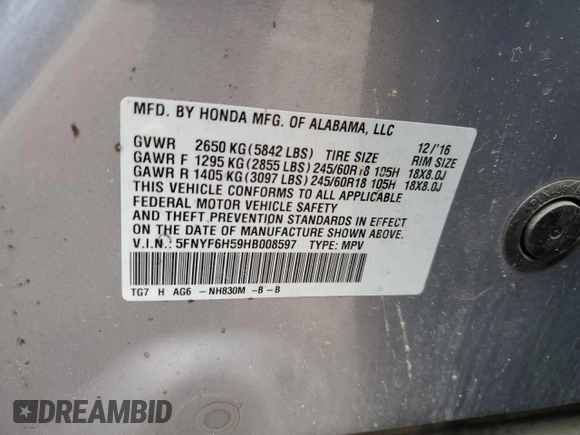 MFD. BY HONDA MFG. OF ALABAMA, LLC
GVWR 2650 KG (5842 LBS) TIRE SIZE 12/'16 RIM SIZE
GAWR F 1295 KG (2855 LBS) 245/60R18 105H 18X8.0J
GAWR R 1405 KG (3097 LBS) 245/60R18 105H 18X8.0J
THIS VEHICLE CONFORMS TO ALL APPLICABLE
FEDERAL MOTOR VEHICLE SAFETY
AND THEFT PREVENTION STANDARDS IN EFFECT
ON THE DATE OF MANUFACTURE SHOWN ABOVE.
V.I.N.: 5FNYF6H59HB008597 TYPE: MPV
TG7 H AG6 -NH830M -B -B
DREAMBID